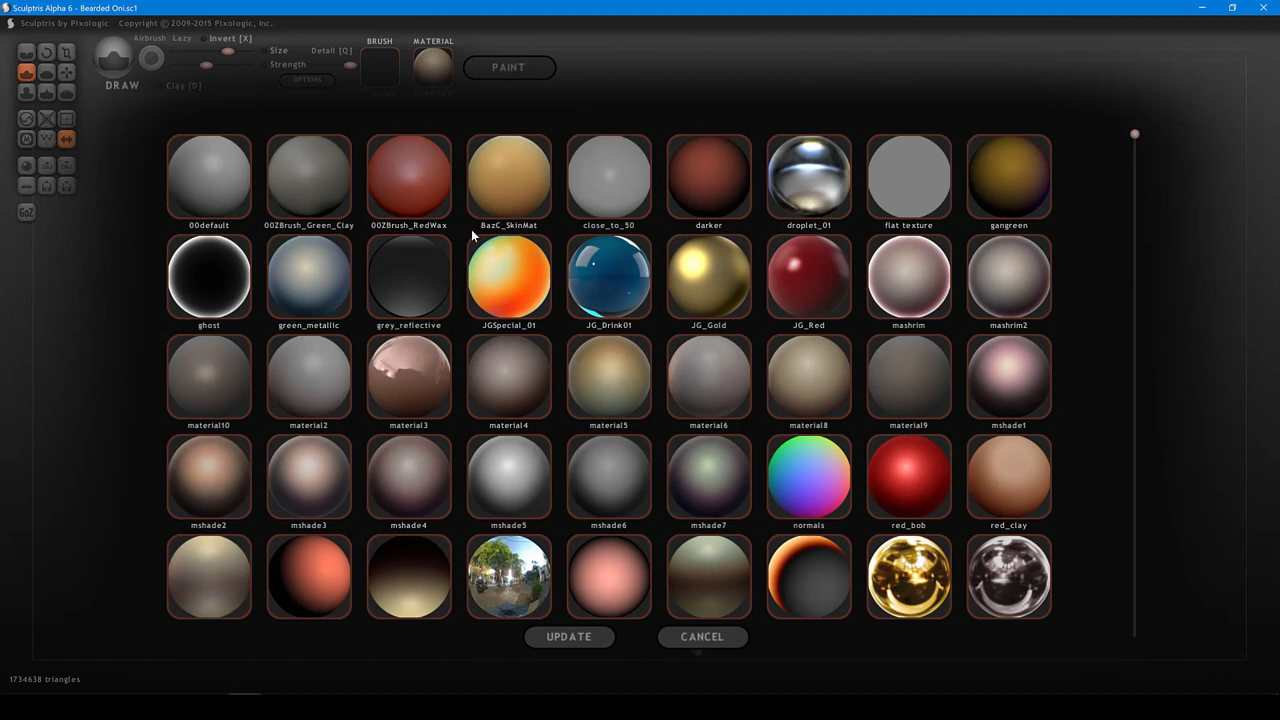 Sculptris Alpha 6 - Bearded Oni.sc1
Sculptris by Pixologic Copyright © 2009-2015 Pixologic, Inc.
Airbrush Lazy Invert [X]
Size Detail [Q]
Strength
OPTIONS
DRAW
Clay [D]
BRUSH MATERIAL
PAINT
GoZ
00default 00ZBrush_Green_Clay 00ZBrush_RedWax BazC_SkinMat close_to_50 darker droplet_01 flat texture gangreen
ghost green_metallic grey_reflective JGSpecial_01 JG_Drink01 JG_Gold JG_Red mashrim mashrim2
material10 material2 material3 material4 material5 material6 material8 material9 mshade1
mshade2 mshade3 mshade4 mshade5 mshade6 mshade7 normals red_bob red_clay
UPDATE CANCEL
1734638 triangles